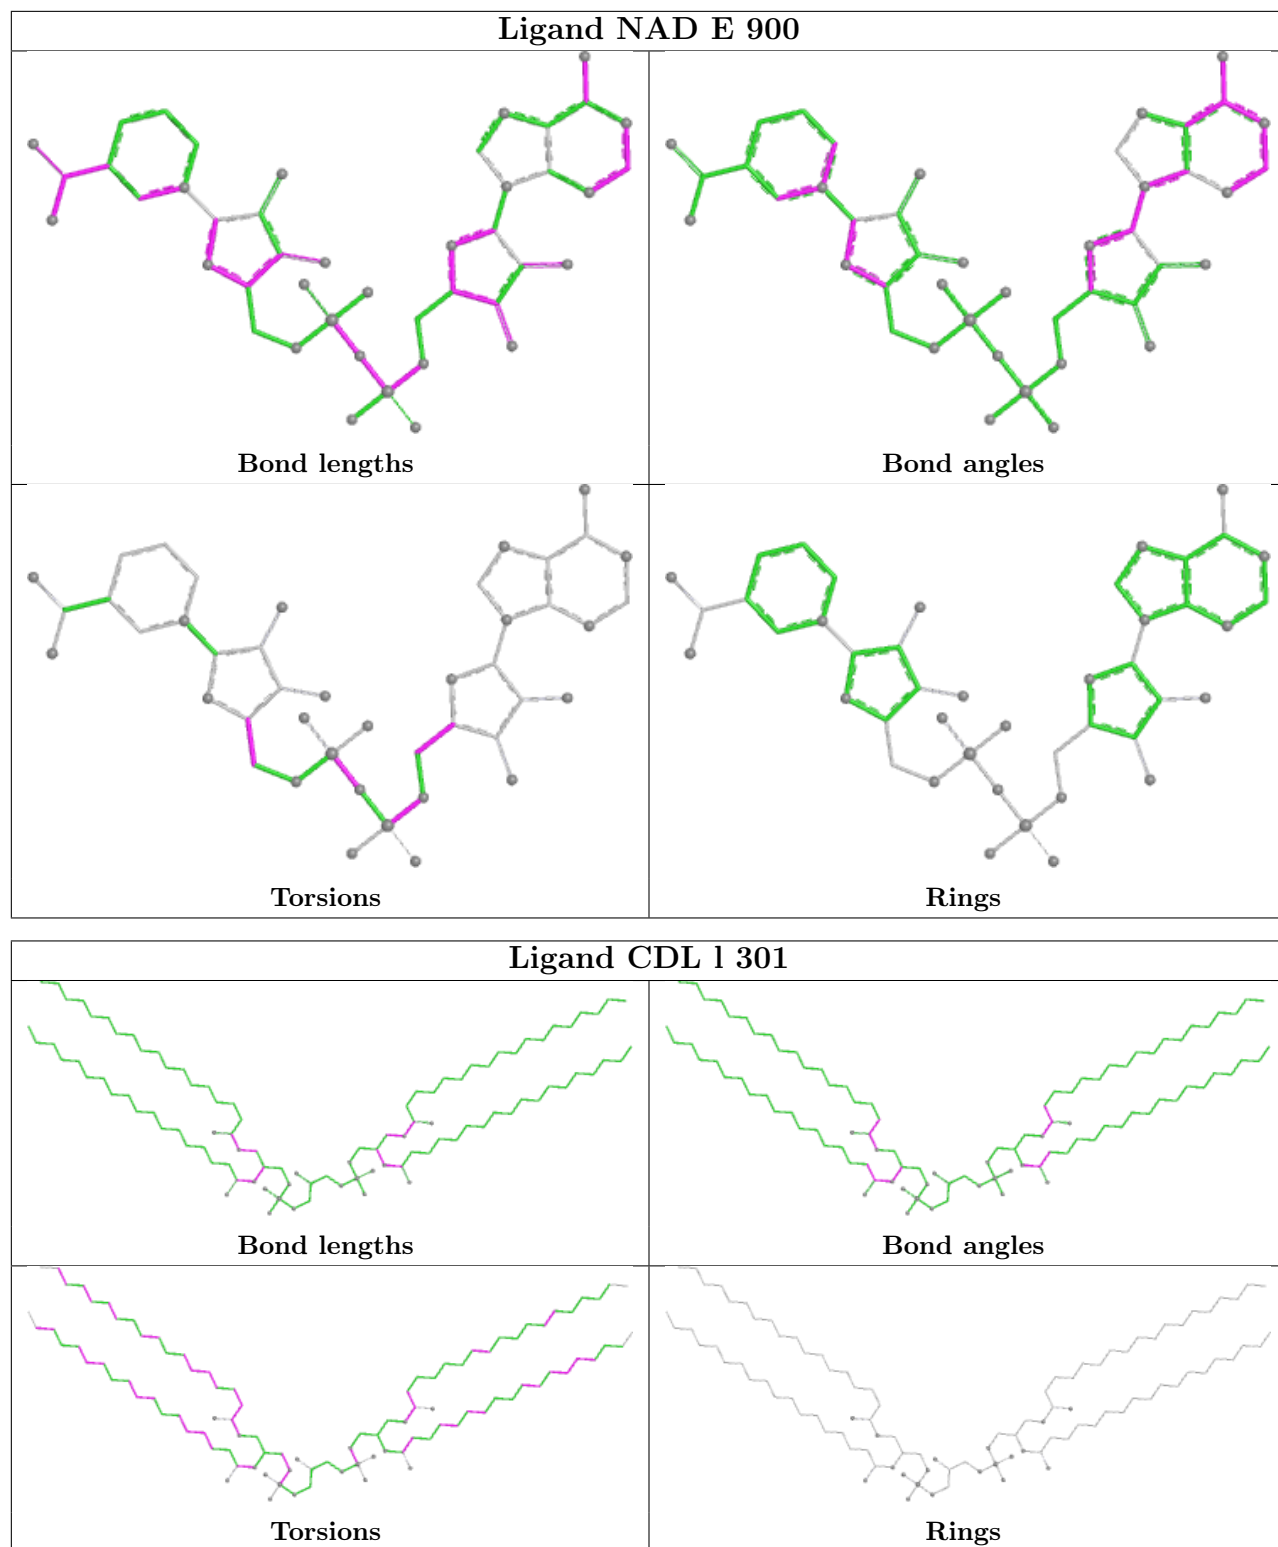 Ligand NAD E 900
Bond lengths
Bond angles
Torsions
Rings
Ligand CDL l 301
Bond lengths
Bond angles
Torsions
Rings